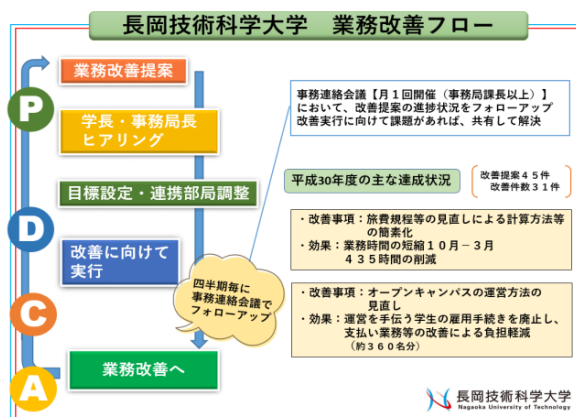 長岡技術科学大学　業務改善フロー
業務改善提案
P
学長・事務局長
ヒアリング
目標設定・連携部局調整
D
改善に向けて
実行
四半期毎に
事務連絡会議で
フォローアップ
C
業務改善へ
A
事務連絡会議【月１回開催（事務局課長以上）】
において、改善提案の進捗状況をフォローアップ
改善実行に向けて課題があれば、共有して解決
平成30年度の主な達成状況
改善提案４５件
改善件数３１件
・改善事項：旅費規程等の見直しによる計算方法等
の簡素化
・効果：業務時間の短縮１０月－３月
４３５時間の削減
・改善事項：オープンキャンパスの運営方法の
見直し
・効果：運営を手伝う学生の雇用手続きを廃止し、
支払い業務等の改善による負担軽減
（約３６０名分）
長岡技術科学大学
Nagaoka University of Technology